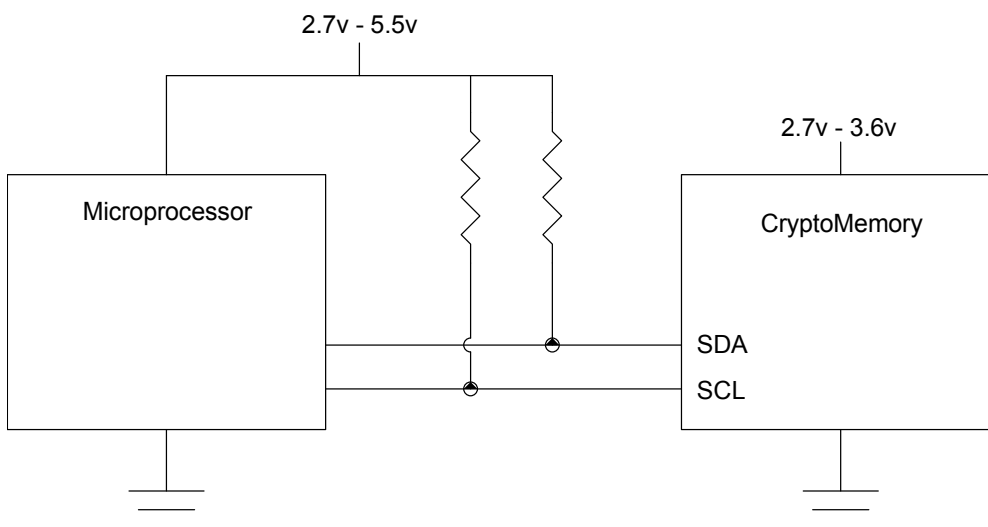 2.7v - 5.5v
2.7v - 3.6v
Microprocessor
CryptoMemory
SDA
SCL